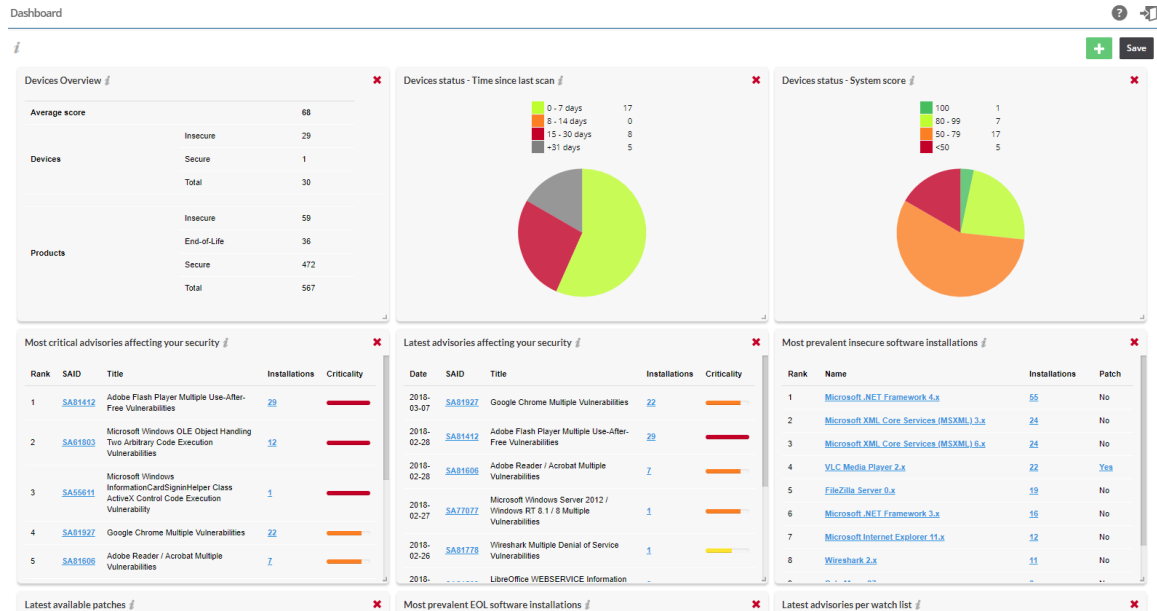 Dashboard
?
i
+ Save
Devices Overview i
Average score 68
Devices
Insecure 29
Secure 1
Total 30
Products
Insecure 59
End-of-Life 36
Secure 472
Total 567
Devices status - Time since last scan i
0 - 7 days 17
8 - 14 days 0
15 - 30 days 8
+31 days 5
Devices status - System score i
100 1
80 - 99 7
50 - 79 17
<50 5
Most critical advisories affecting your security i
Rank SAID Title Installations Criticality
1 SA81412 Adobe Flash Player Multiple Use-After- 29
Free Vulnerabilities
2 SA61803 Microsoft Windows OLE Object Handling 12
Two Arbitrary Code Execution
Vulnerabilities
3 SA55611 Microsoft Windows 1
InformationCardSigninHelper Class
ActiveX Control Code Execution
Vulnerability
4 SA81927 Google Chrome Multiple Vulnerabilities 22
5 SA81606 Adobe Reader / Acrobat Multiple 7
Vulnerabilities
Latest advisories affecting your security i
Date SAID Title Installations Criticality
2018-
03-07 SA81927 Google Chrome Multiple Vulnerabilities 22
2018-
02-28 SA81412 Adobe Flash Player Multiple Use-After- 29
Free Vulnerabilities
2018-
02-28 SA81606 Adobe Reader / Acrobat Multiple 7
Vulnerabilities
2018-
02-27 SA77077 Microsoft Windows Server 2012 / 1
Windows RT 8.1 / 8 Multiple
Vulnerabilities
2018-
02-26 SA81778 Wireshark Multiple Denial of Service 1
Vulnerabilities
2018- LibreOffice WEBSERVICE Information
Most prevalent insecure software installations i
Rank Name Installations Patch
1 Microsoft .NET Framework 4.x 55 No
2 Microsoft XML Core Services (MSXML) 3.x 24 No
3 Microsoft XML Core Services (MSXML) 6.x 24 No
4 VLC Media Player 2.x 22 Yes
5 FileZilla Server 0.x 19 No
6 Microsoft .NET Framework 3.x 16 No
7 Microsoft Internet Explorer 11.x 12 No
8 Wireshark 2.x 11 No
Latest available patches i
Most prevalent EOL software installations i
Latest advisories per watch list i